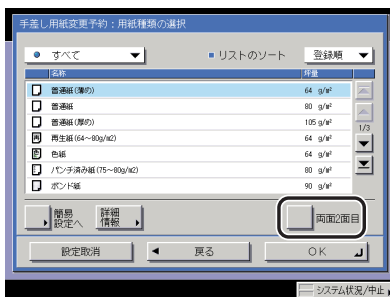 手差し用紙変更予約：用紙種類の選択
すべて ▼ ■ リストのソート 登録順 ▼
名称 坪量
普通紙(薄の) 64 g/m²
普通紙 80 g/m²
普通紙(厚の) 105 g/m²
再生紙(64~80g/m2) 64 g/m²
色紙 64 g/m²
パンチ済み紙(75~80g/m2) 80 g/m²
ボンド紙 90 g/m²
1/3
簡易設定へ
詳細情報
両面2面目
設定取消 ◀ 戻る OK
システム状況/中止